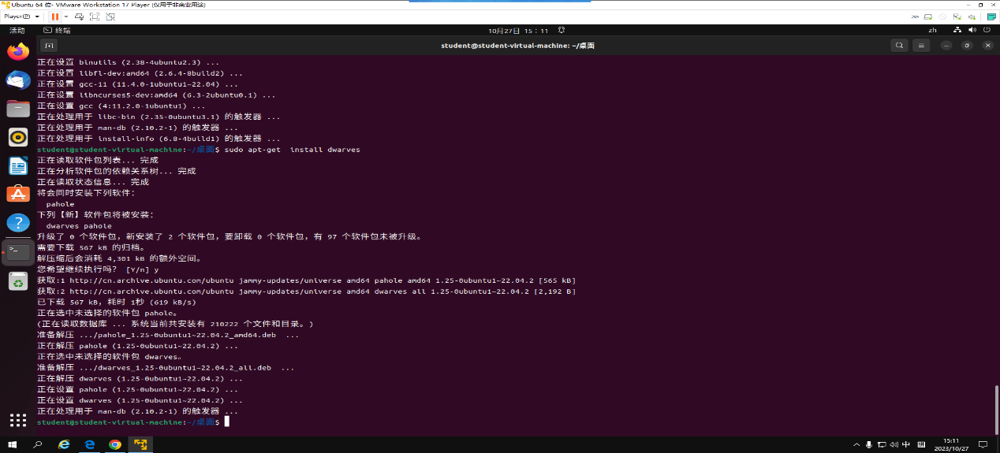 Ubuntu 64 位- VMware Workstation 17 Player (仅用于非商业用途)
Player(P)
活动 终端 10月27日 15：11 zh
student@student-virtual-machine: ~/桌面
正在设置 binutils (2.38-4ubuntu2.3) ...
正在设置 libfl-dev:amd64 (2.6.4-8build2) ...
正在设置 gcc-11 (11.4.0-1ubuntu1~22.04) ...
正在设置 libncurses5-dev:amd64 (6.3-2ubuntu0.1) ...
正在设置 gcc (4:11.2.0-1ubuntu1) ...
正在处理用于 libc-bin (2.35-0ubuntu3.1) 的触发器 ...
正在处理用于 man-db (2.10.2-1) 的触发器 ...
正在处理用于 install-info (6.8-4build1) 的触发器 ...
student@student-virtual-machine:~/桌面$ sudo apt-get  install dwarves
正在读取软件包列表... 完成
正在分析软件包的依赖关系树... 完成
正在读取状态信息... 完成
将会同时安装下列软件：
  pahole
下列【新】软件包将被安装：
  dwarves pahole
升级了 0 个软件包，新安装了 2 个软件包，要卸载 0 个软件包，有 97 个软件包未被升级。
需要下载 567 kB 的归档。
解压缩后会消耗 4,301 kB 的额外空间。
您希望继续执行吗？ [Y/n] y
获取:1 http://cn.archive.ubuntu.com/ubuntu jammy-updates/universe amd64 pahole amd64 1.25-0ubuntu1~22.04.2 [565 kB]
获取:2 http://cn.archive.ubuntu.com/ubuntu jammy-updates/universe amd64 dwarves all 1.25-0ubuntu1~22.04.2 [2,192 B]
已下载 567 kB，耗时 1秒 (619 kB/s)
正在选中未选择的软件包 pahole。
(正在读取数据库 ... 系统当前共安装有 210222 个文件和目录。)
准备解压 .../pahole_1.25-0ubuntu1~22.04.2_amd64.deb  ...
正在解压 pahole (1.25-0ubuntu1~22.04.2) ...
正在选中未选择的软件包 dwarves。
准备解压 .../dwarves_1.25-0ubuntu1~22.04.2_all.deb  ...
正在解压 dwarves (1.25-0ubuntu1~22.04.2) ...
正在设置 pahole (1.25-0ubuntu1~22.04.2) ...
正在设置 dwarves (1.25-0ubuntu1~22.04.2) ...
正在处理用于 man-db (2.10.2-1) 的触发器 ...
student@student-virtual-machine:~/桌面$
中 15:11
2023/10/27